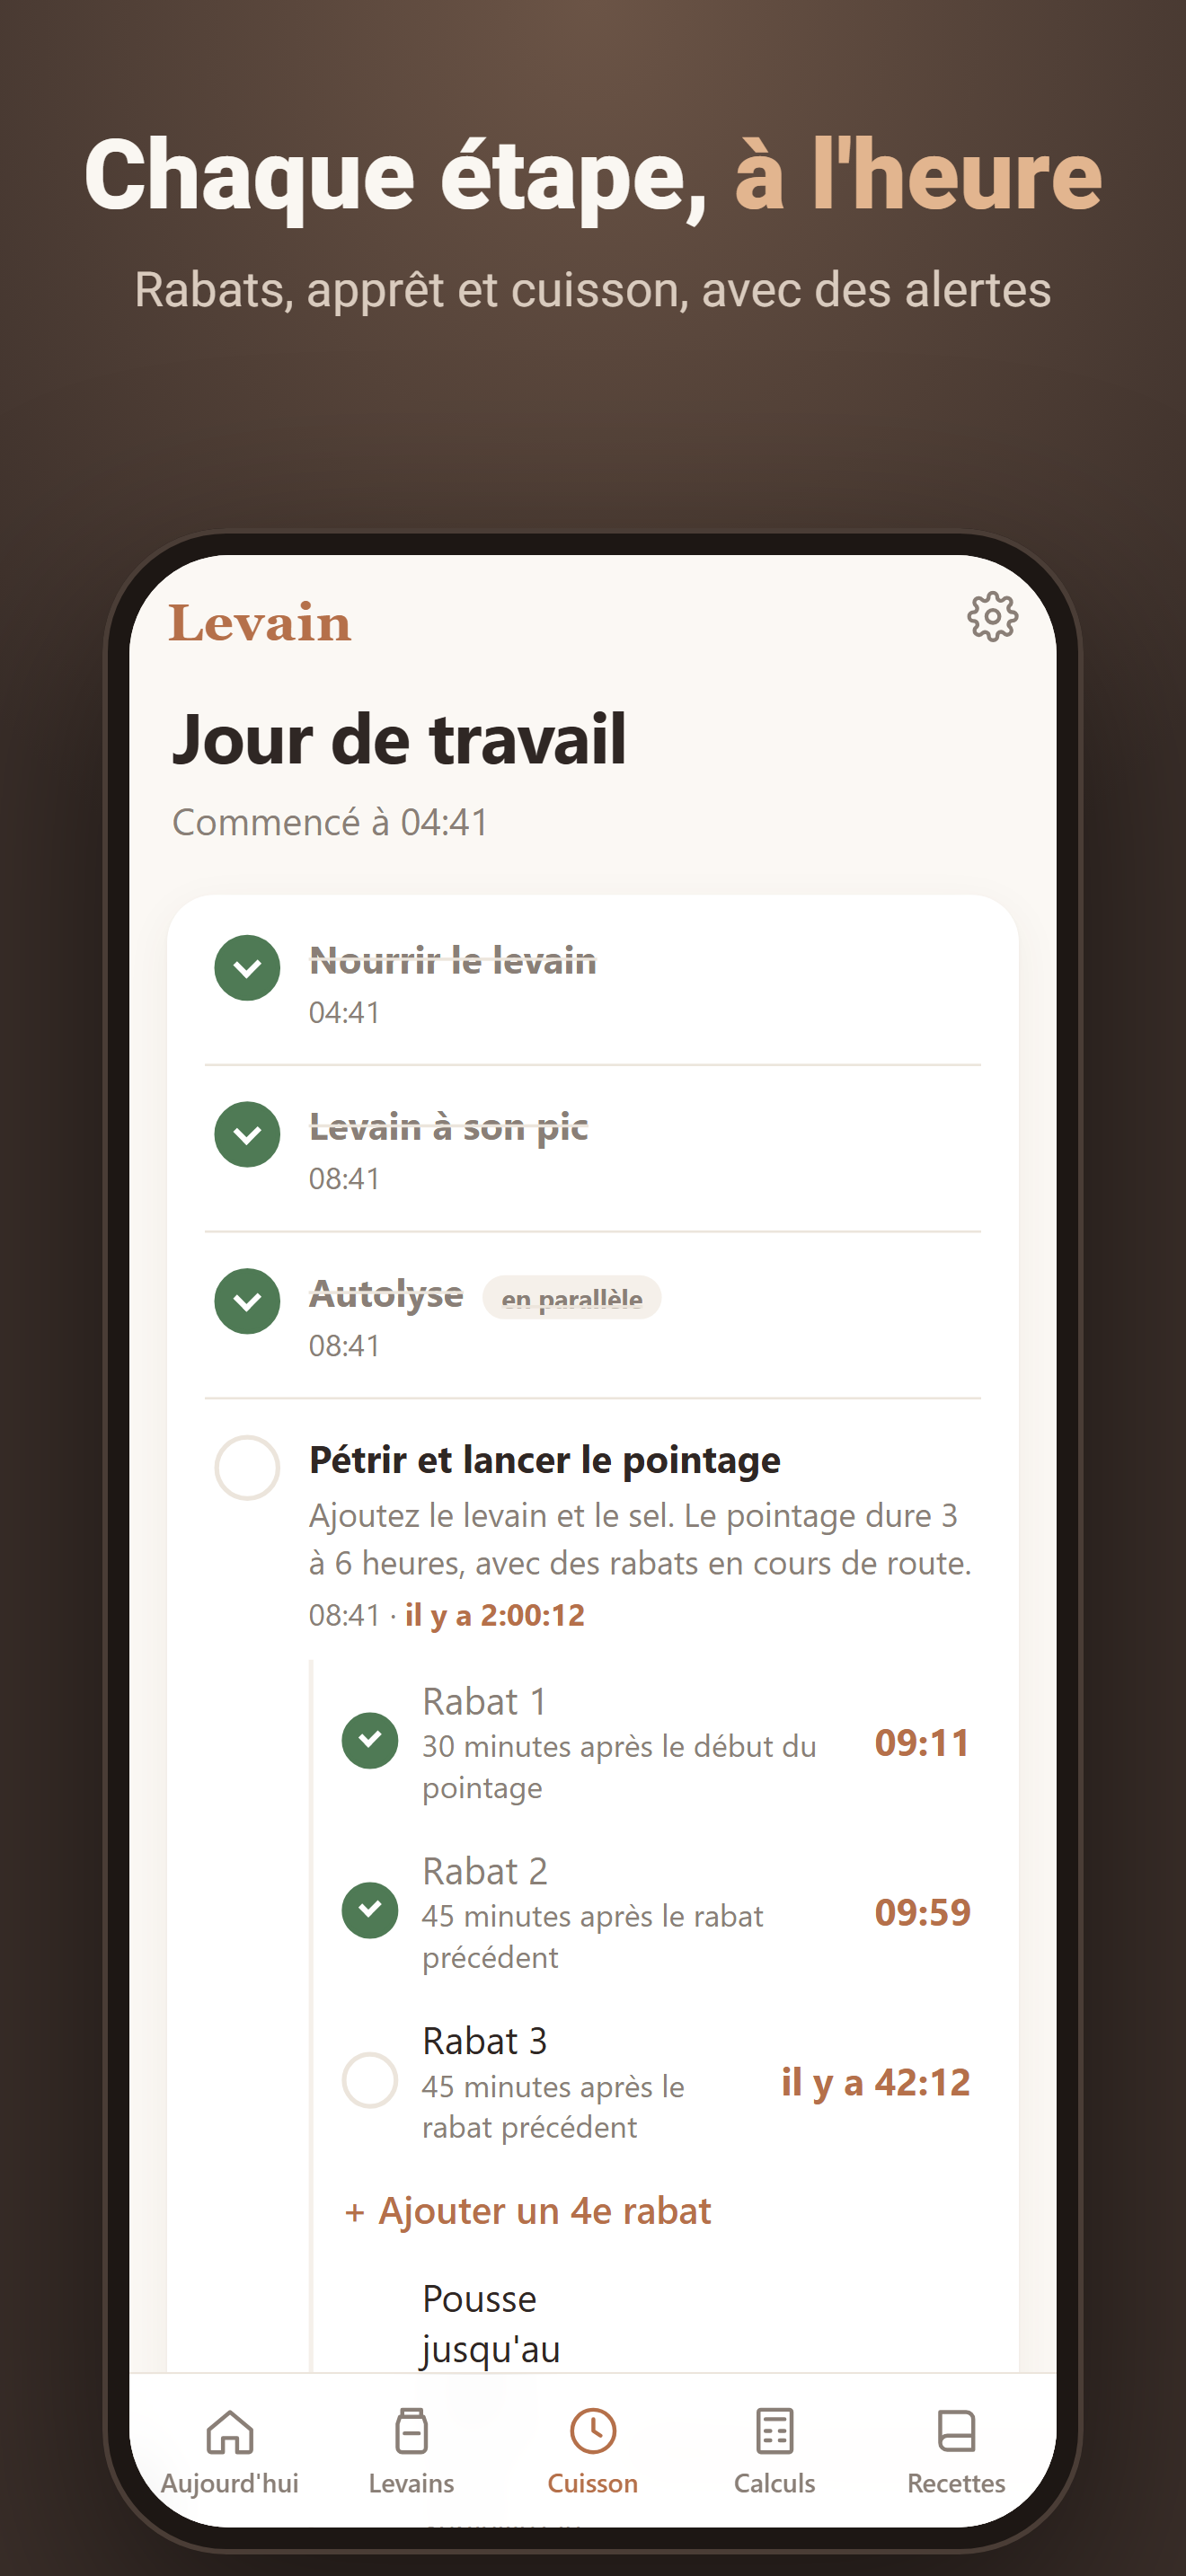 Chaque étape, à l'heure
Rabats, apprêt et cuisson, avec des alertes
Levain
Jour de travail
Commencé à 04:41
Nourrir le levain
04:41
Levain à son pic
08:41
Autolyse en parallèle
08:41
Pétrir et lancer le pointage
Ajoutez le levain et le sel. Le pointage dure 3
à 6 heures, avec des rabats en cours de route.
08:41 · il y a 2:00:12
Rabat 1
30 minutes après le début du
pointage
09:11
Rabat 2
45 minutes après le rabat
précédent
09:59
Rabat 3
45 minutes après le
rabat précédent
il y a 42:12
+ Ajouter un 4e rabat
Pousse
jusqu'au
Aujourd'hui
Levains
Cuisson
Calculs
Recettes